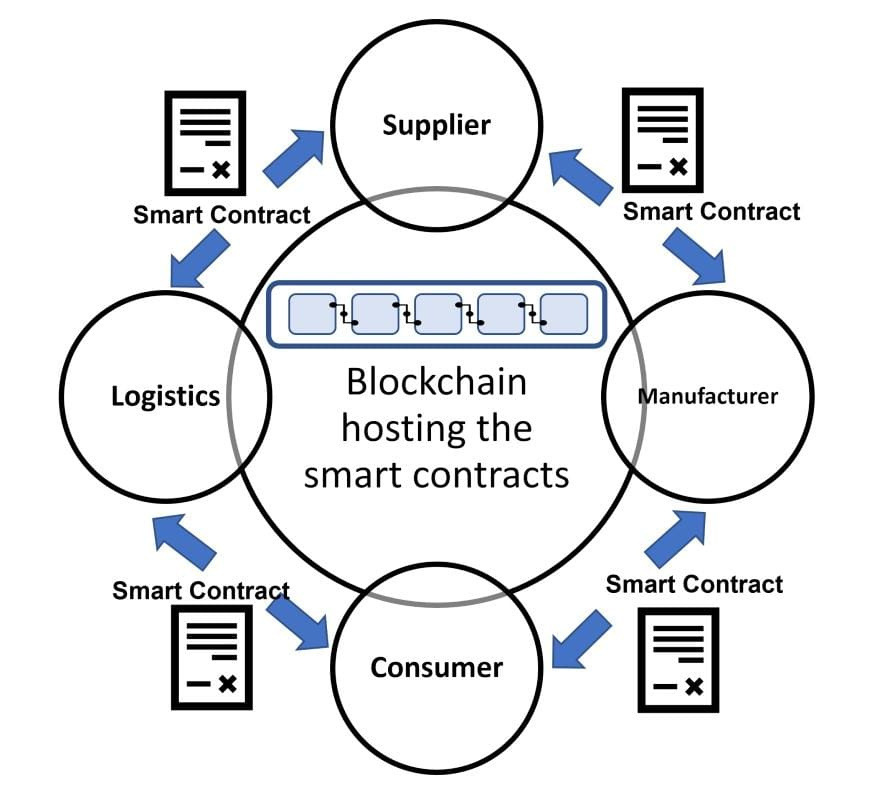 Supplier
Smart Contract
Smart Contract
Blockchain
hosting the
smart contracts
Logistics
Manufacturer
Smart Contract
Smart Contract
Consumer